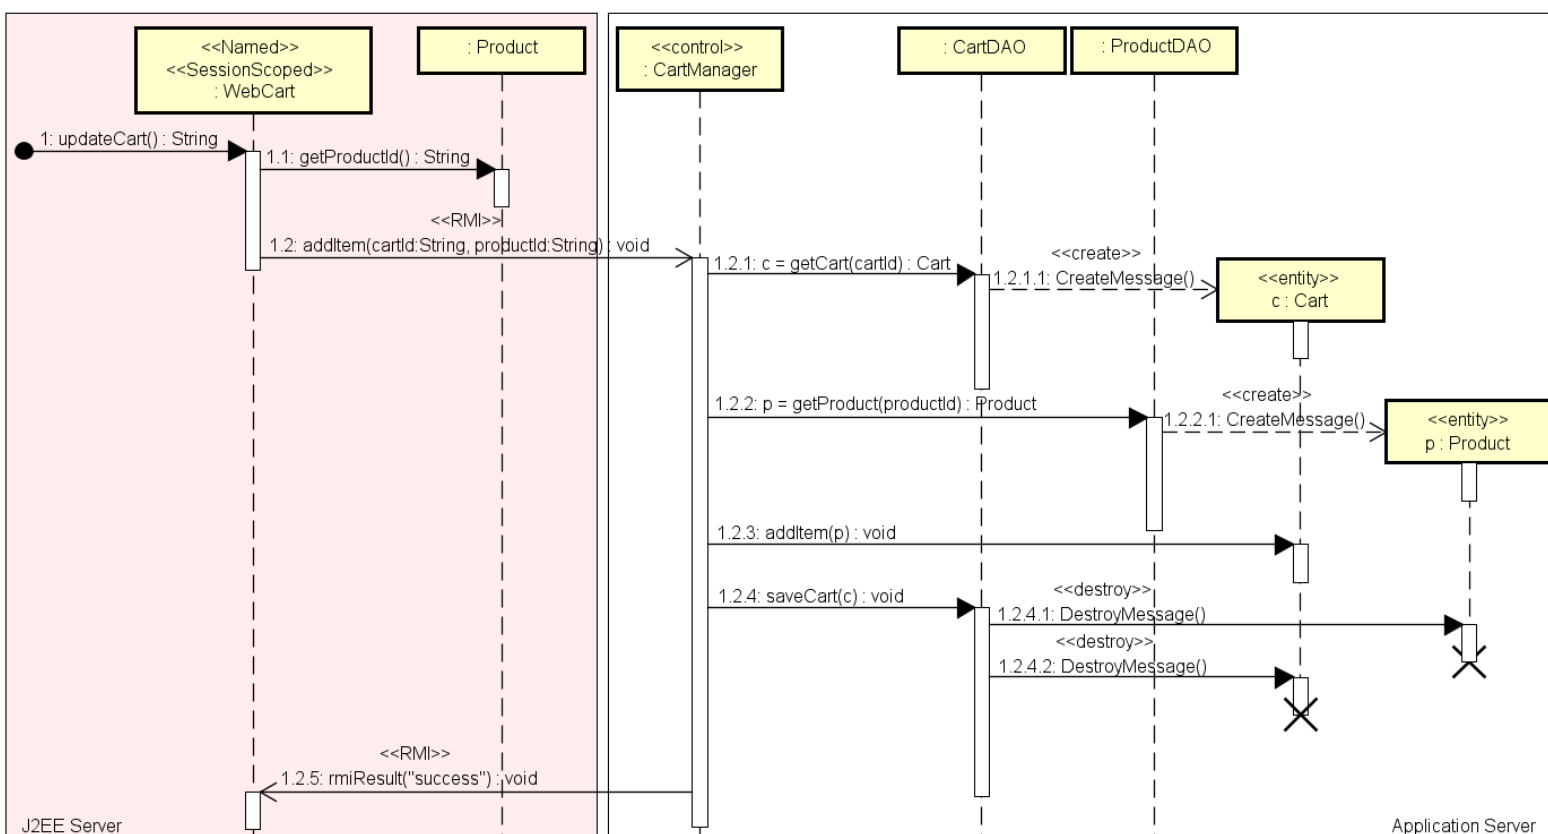 <<Named>>
<<SessionScoped>>
: WebCart
: Product
<<control>>
: CartManager
: CartDAO
: ProductDAO
1: updateCart() : String
1.1: getProductId() : String
<<RMI>>
1.2: addItem(cartId:String, productId:String) : void
1.2.1: c = getCart(cartId) : Cart
<<create>>
1.2.1.1: CreateMessage()
<<entity>>
c : Cart
1.2.2: p = getProduct(productId) : Product
<<create>>
1.2.2.1: CreateMessage()
<<entity>>
p : Product
1.2.3: addItem(p) : void
1.2.4: saveCart(c) : void
<<destroy>>
1.2.4.1: DestroyMessage()
<<destroy>>
1.2.4.2: DestroyMessage()
<<RMI>>
1.2.5: rmiResult("success") : void
J2EE Server
Application Server